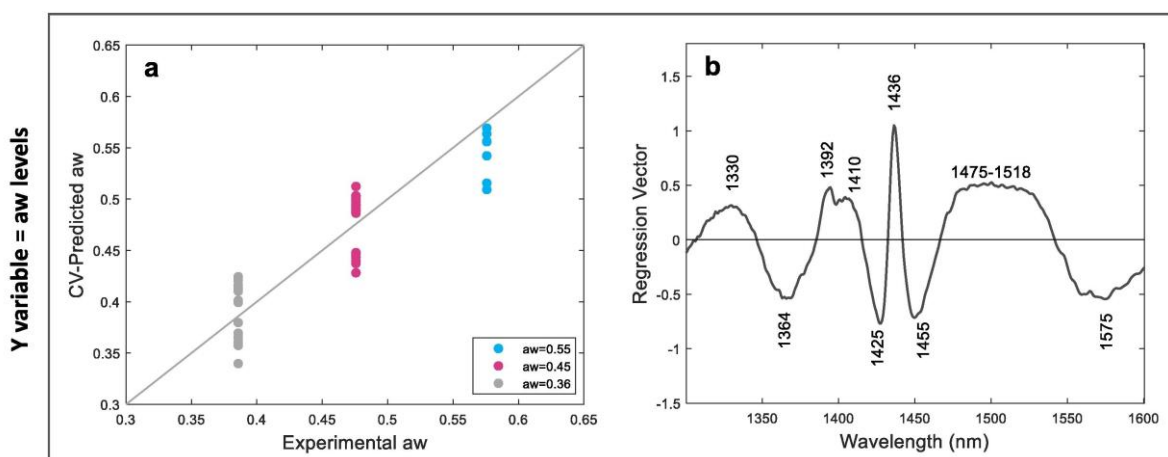 Y variable = aw levels
a
CV-Predicted aw
0.65
0.6
0.55
0.5
0.45
0.4
0.35
0.3
0.3 0.35 0.4 0.45 0.5 0.55 0.6 0.65
Experimental aw
aw=0.55
aw=0.45
aw=0.36
b
Regression Vector
1.5
1
0.5
0
-0.5
-1
-1.5
1330
1364
1392
1410
1425
1436
1455
1475-1518
1575
1350 1400 1450 1500 1550 1600
Wavelength (nm)